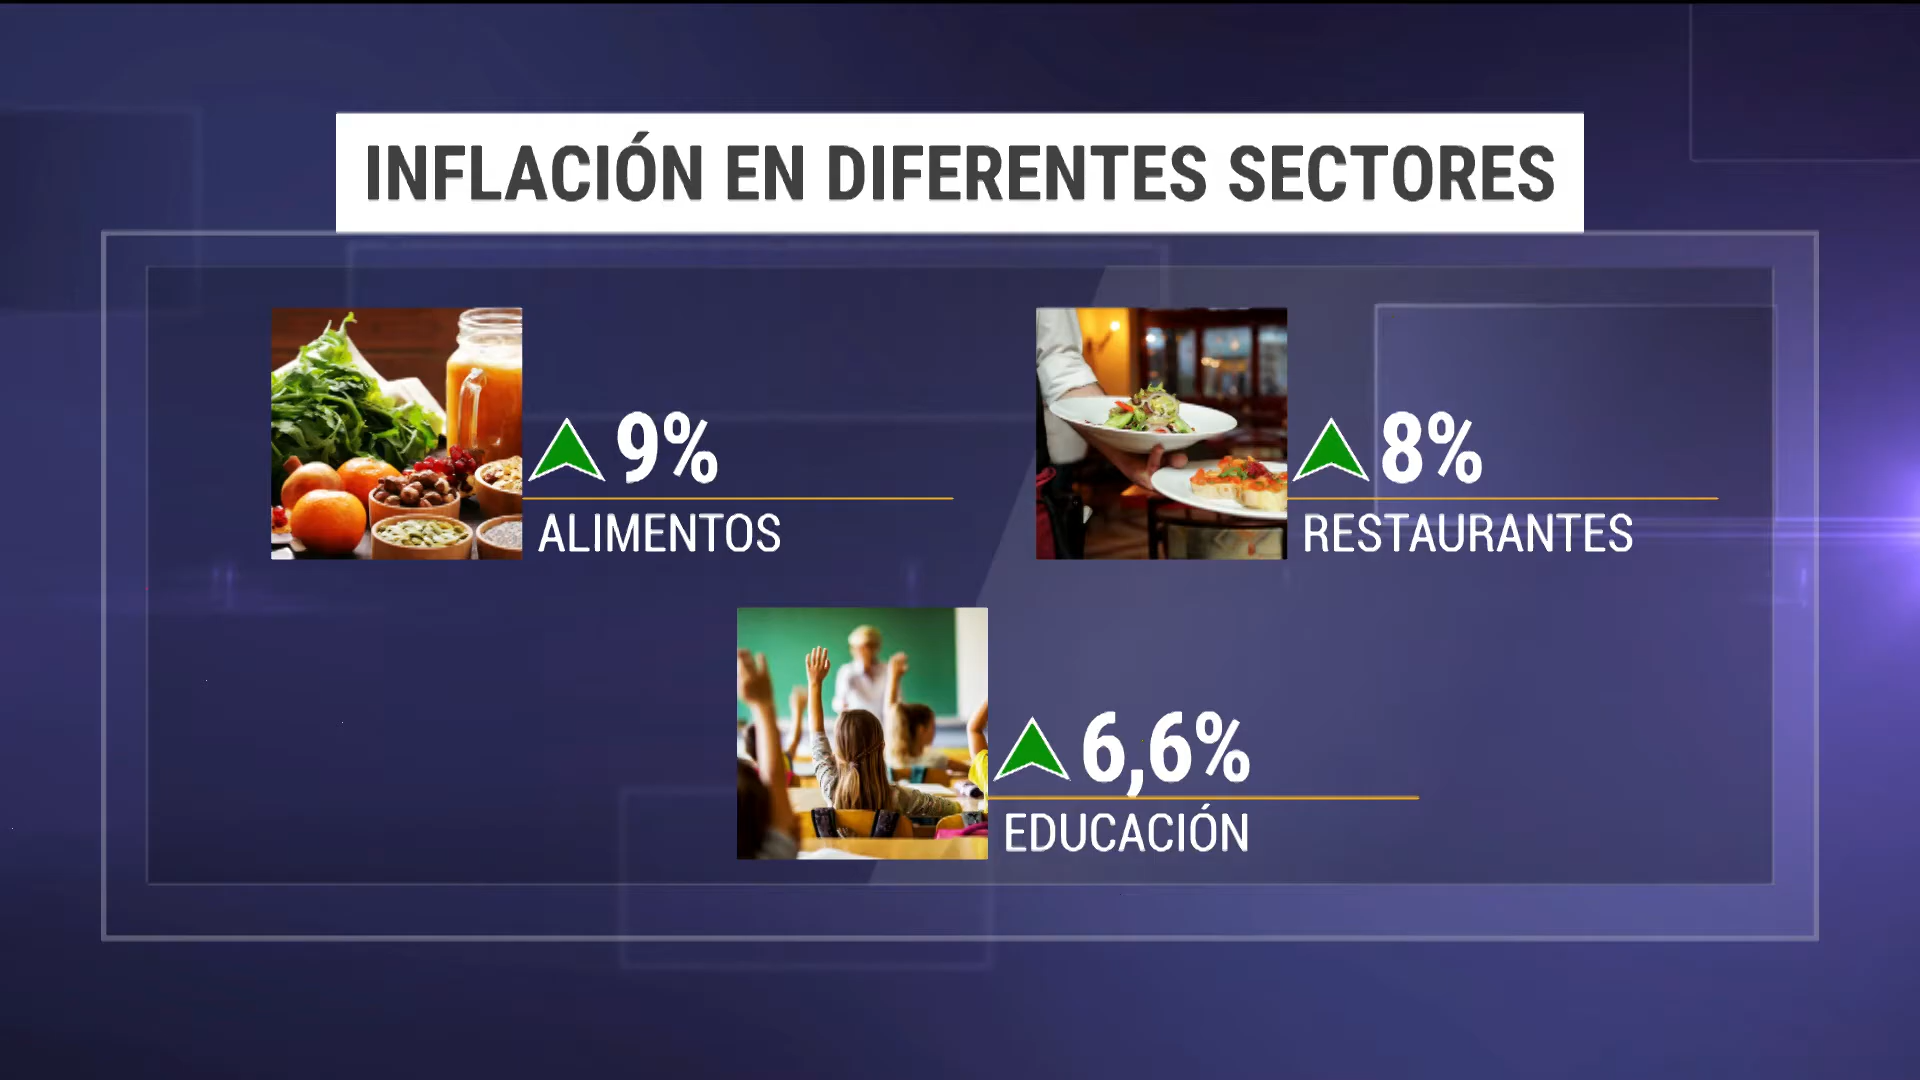 INFLACIÓN EN DIFERENTES SECTORES
9%
ALIMENTOS
8%
RESTAURANTES
6,6%
EDUCACIÓN